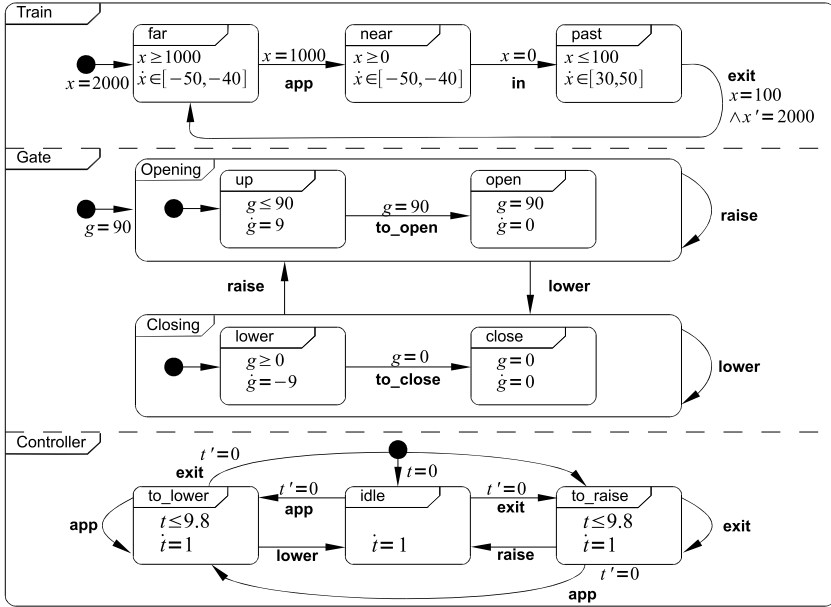 Train
far
x≥1000
ẋ∈[−50,−40]
x=2000
x=1000
app
near
x≥0
ẋ∈[−50,−40]
x=0
in
past
x≤100
ẋ∈[30,50]
exit
x=100
∧x'=2000
Gate
g=90
Opening
up
g≤90
ġ=9
g=90
to_open
open
g=90
ġ=0
raise
raise
lower
Closing
lower
g≥0
ġ=−9
g=0
to_close
close
g=0
ġ=0
lower
Controller
t'=0
exit
t=0
to_lower
t≤9.8
ṫ=1
app
t'=0
app
lower
idle
ṫ=1
t'=0
exit
raise
to_raise
t≤9.8
ṫ=1
exit
t'=0
app